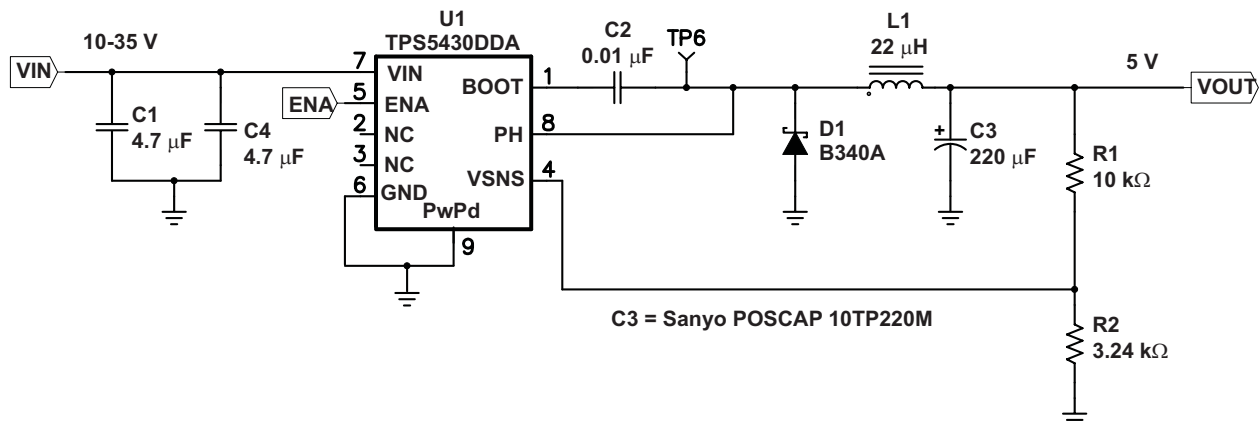 U1
TPS5430DDA
10-35 V
VIN
7
VIN
ENA
5
ENA
2
NC
3
NC
6
GND
PwPd
9
BOOT
1
PH
8
VSNS
4
C1
4.7 μF
C4
4.7 μF
C2
0.01 μF
TP6
L1
22 μH
5 V
VOUT
D1
B340A
+
C3
220 μF
R1
10 kΩ
C3 = Sanyo POSCAP 10TP220M
R2
3.24 kΩ